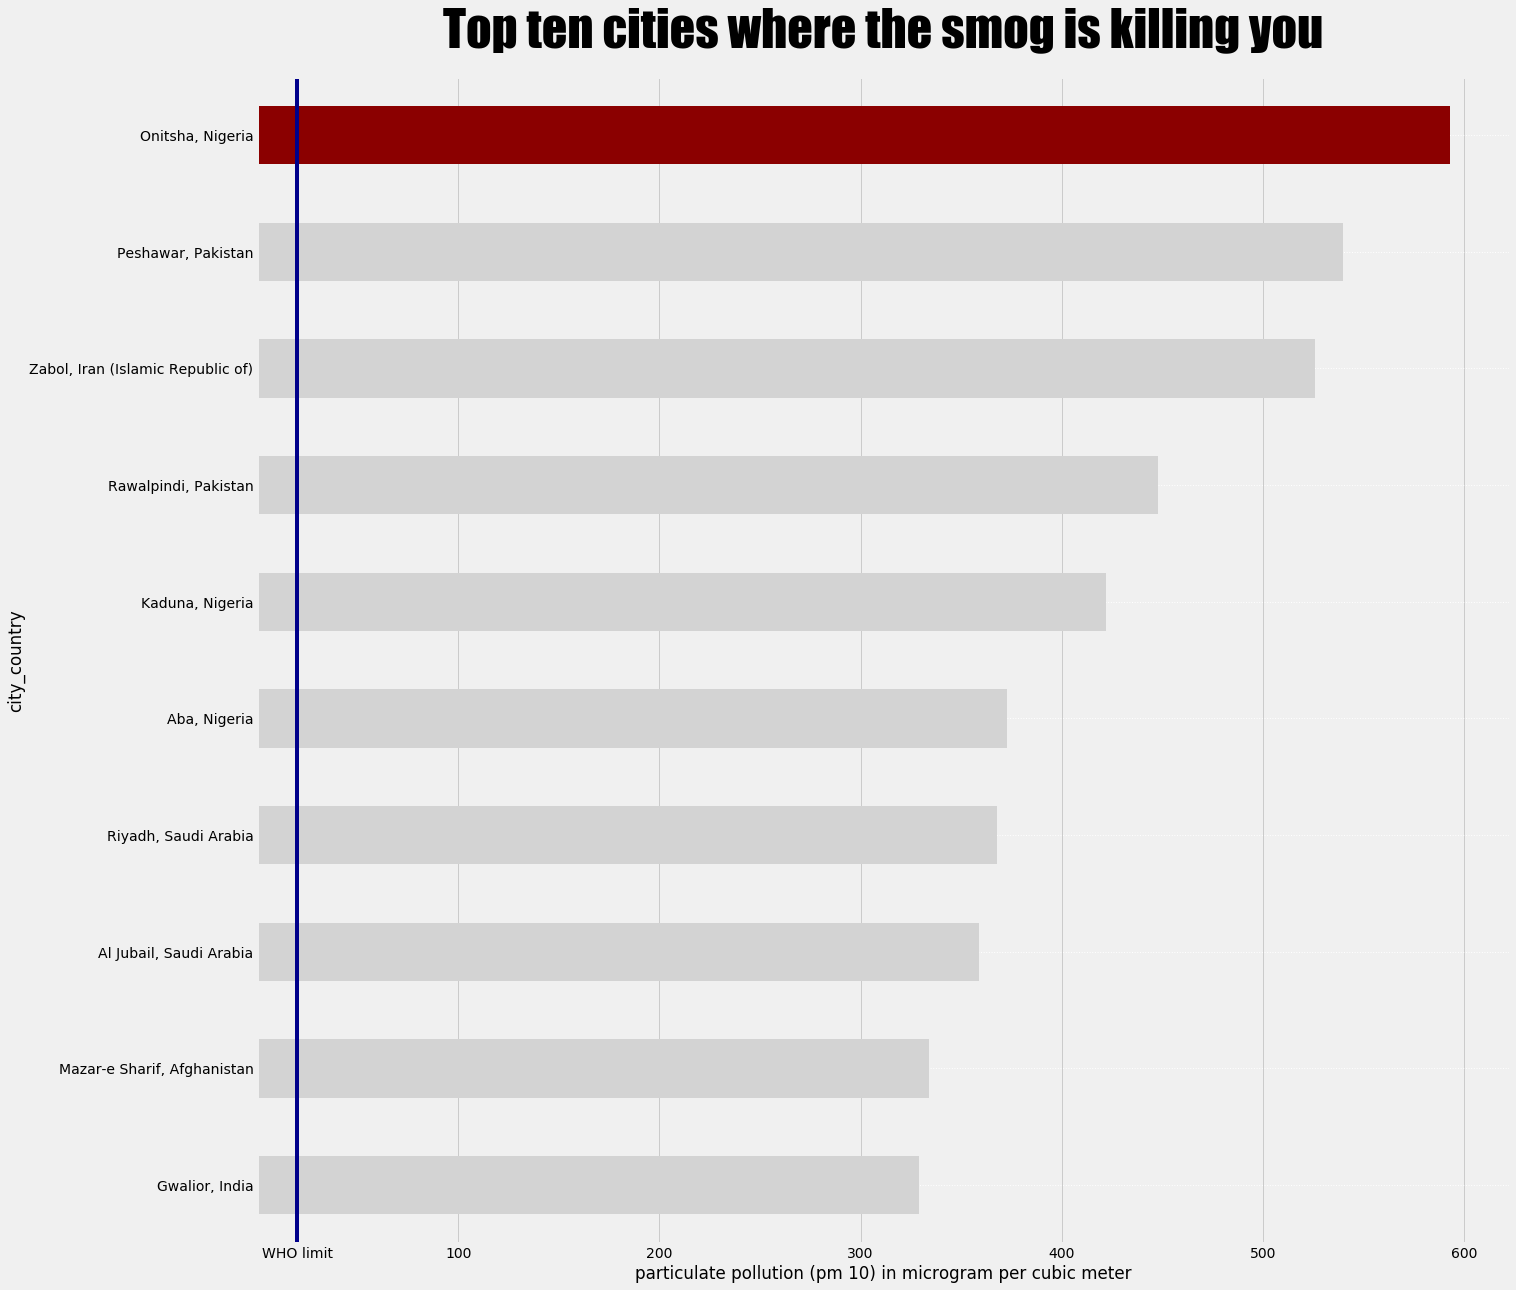 Top ten cities where the smog is killing you
Onitsha, Nigeria
Peshawar, Pakistan
Zabol, Iran (Islamic Republic of)
Rawalpindi, Pakistan
Kaduna, Nigeria
city_country
Aba, Nigeria
Riyadh, Saudi Arabia
Al Jubail, Saudi Arabia
Mazar-e Sharif, Afghanistan
Gwalior, India
WHO limit 100 200 300 400 500 600
particulate pollution (pm 10) in microgram per cubic meter